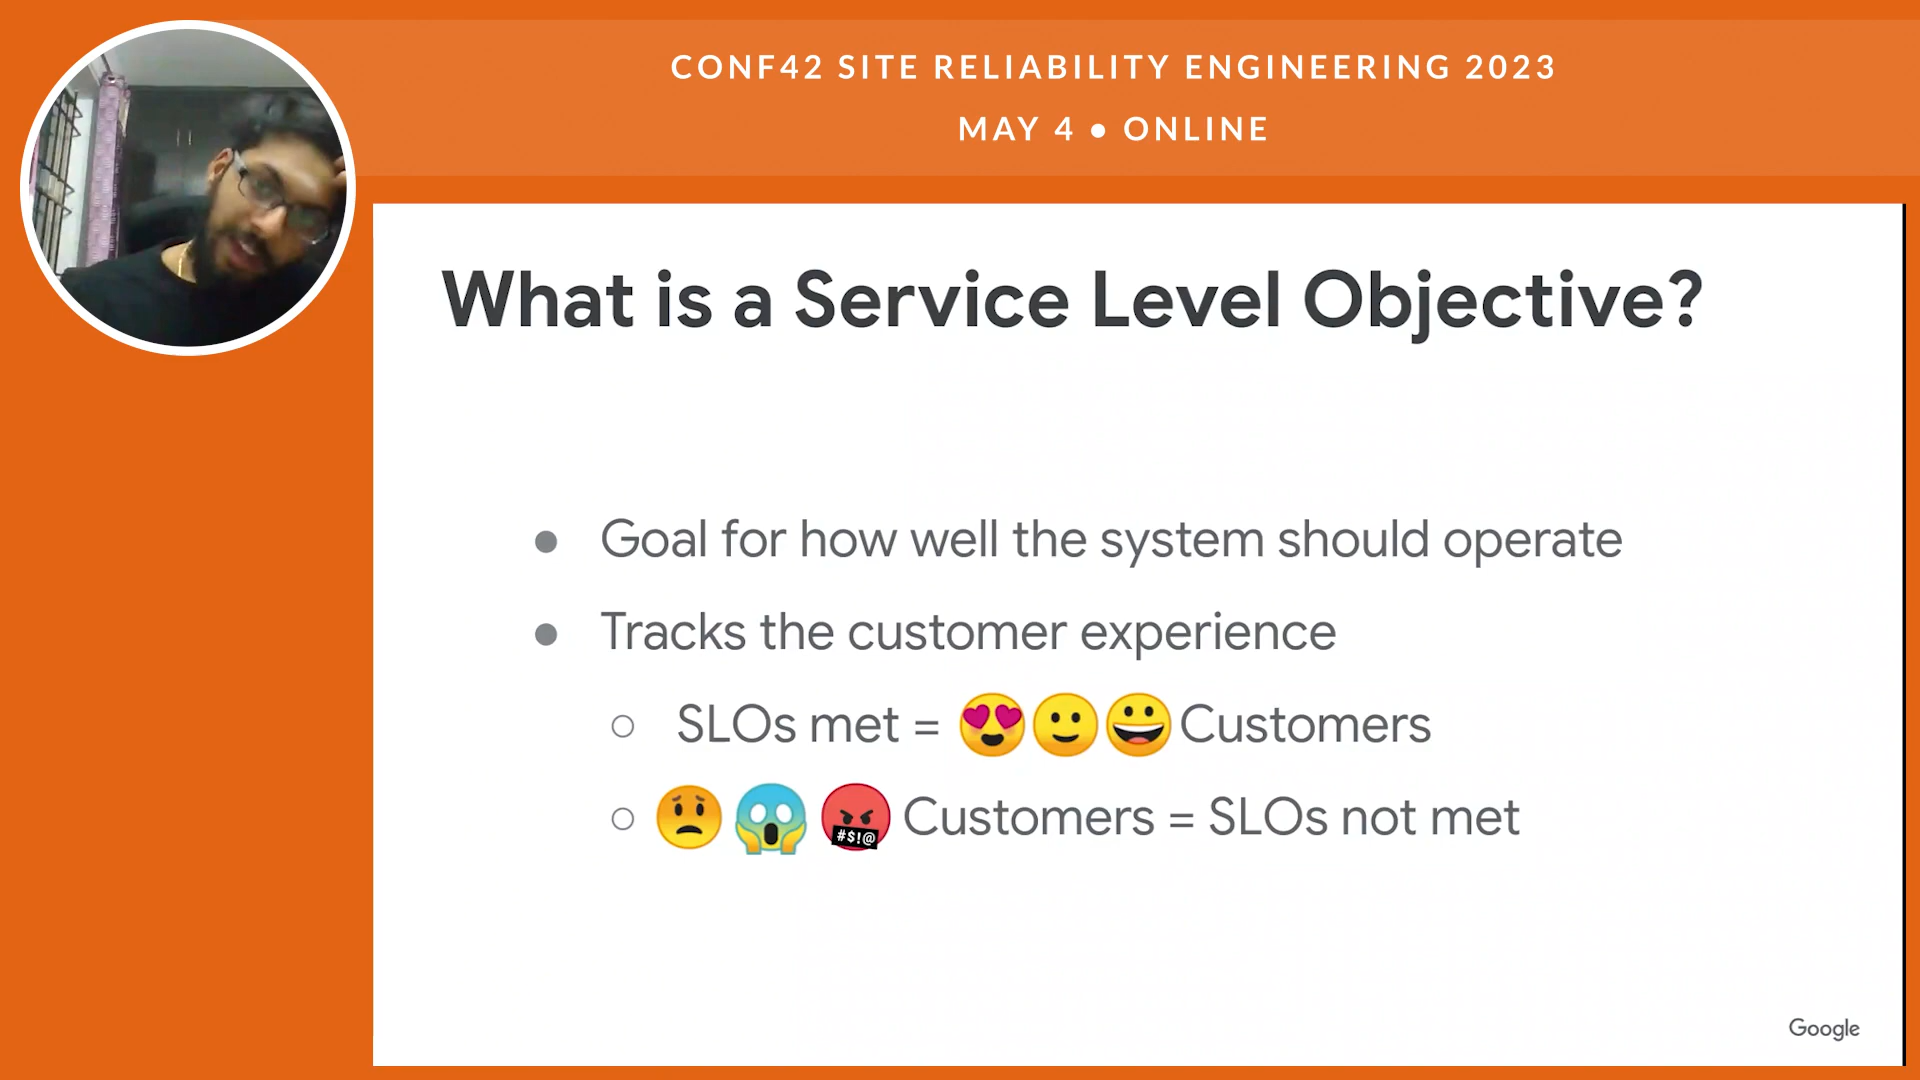 CONF42 SITE RELIABILITY ENGINEERING 2023
MAY 4 • ONLINE
What is a Service Level Objective?
● Goal for how well the system should operate
● Tracks the customer experience
○ SLOs met = 😍🙂😀 Customers
○ 😟😱🤬 Customers = SLOs not met
Google